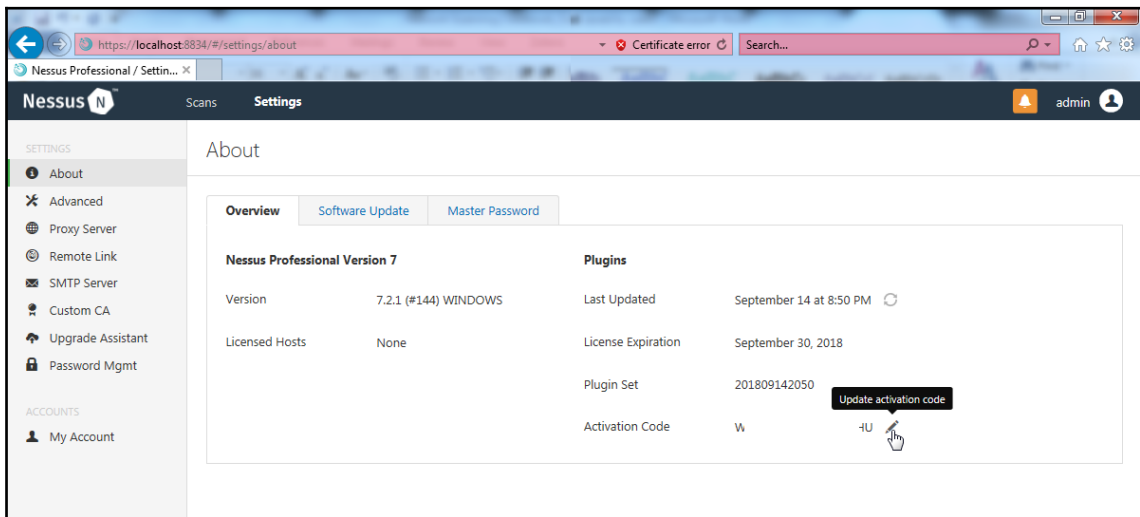 https://localhost:8834/#/settings/about Certificate error Search...
Nessus Professional / Settin... ×
Nessus N ™ Scans Settings admin
SETTINGS
About
Advanced
Proxy Server
Remote Link
SMTP Server
Custom CA
Upgrade Assistant
Password Mgmt
ACCOUNTS
My Account
About
Overview Software Update Master Password
Nessus Professional Version 7 Plugins
Version 7.2.1 (#144) WINDOWS Last Updated September 14 at 8:50 PM
Licensed Hosts None License Expiration September 30, 2018
Plugin Set 201809142050
Update activation code
Activation Code W HU